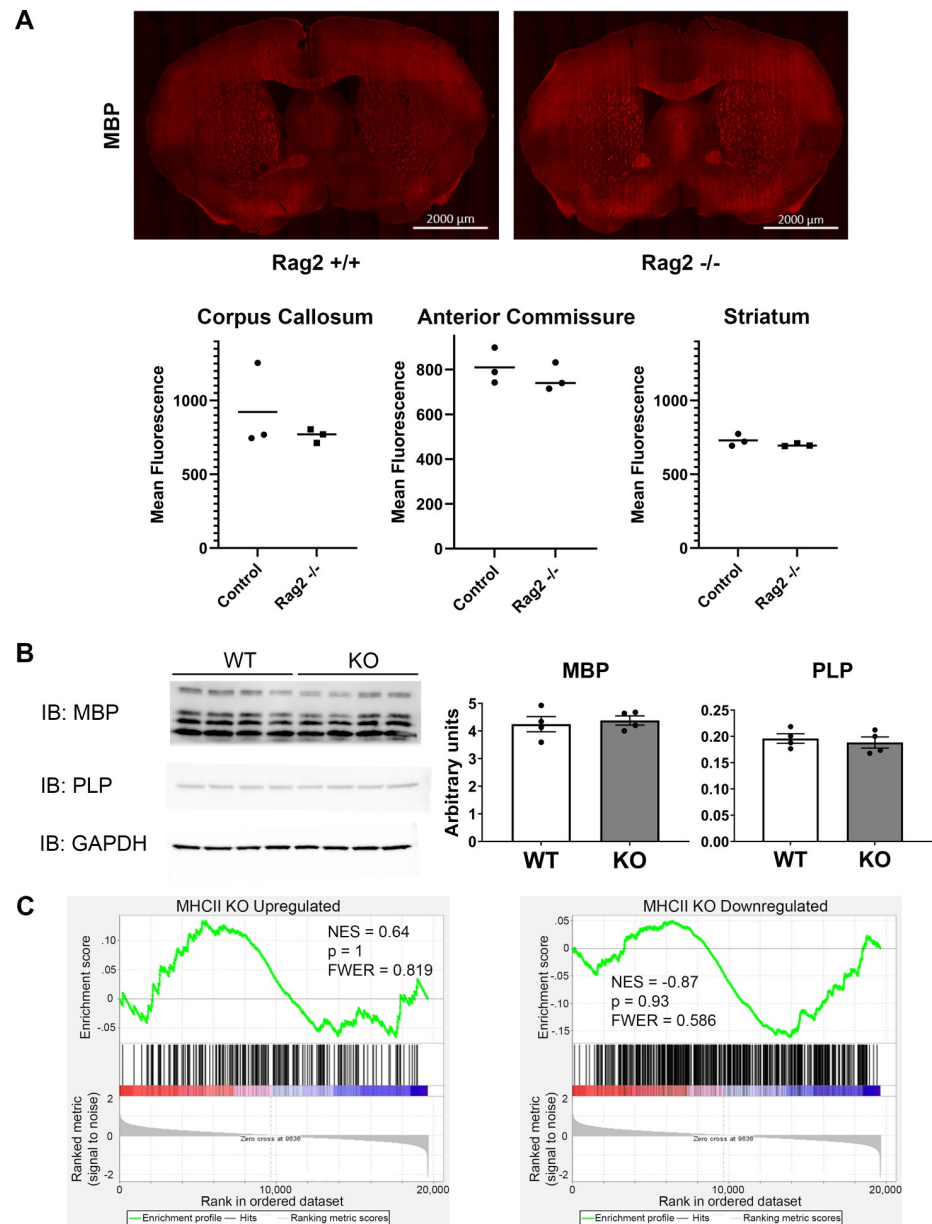 A
MBP
2000 µm
2000 µm
Rag2 +/+
Rag2 -/-
Corpus Callosum
Mean Fluorescence
1000
500
0
Control
Rag2 -/-
Anterior Commissure
Mean Fluorescence
800
600
400
200
0
Control
Rag2 -/-
Striatum
Mean Fluorescence
1000
500
0
Control
Rag2 -/-
B
WT
KO
IB: MBP
IB: PLP
IB: GAPDH
MBP
Arbitrary units
5
4
3
2
1
0
WT
KO
PLP
0.25
0.20
0.15
0.10
0.05
0.00
WT
KO
C
MHCII KO Upregulated
Enrichment score
.10
.05
0
-.05
NES = 0.64
p = 1
FWER = 0.819
Ranked metric
(signal to noise)
2
0
-2
Zero cross at 9636
0
10,000
20,000
Rank in ordered dataset
Enrichment profile
Hits
Ranking metric scores
MHCII KO Downregulated
Enrichment score
.05
0
-.05
-.10
-.15
NES = -0.87
p = 0.93
FWER = 0.586
Ranked metric
(signal to noise)
2
0
-2
Zero cross at 9636
0
10,000
20,000
Rank in ordered dataset
Enrichment profile
Hits
Ranking metric scores